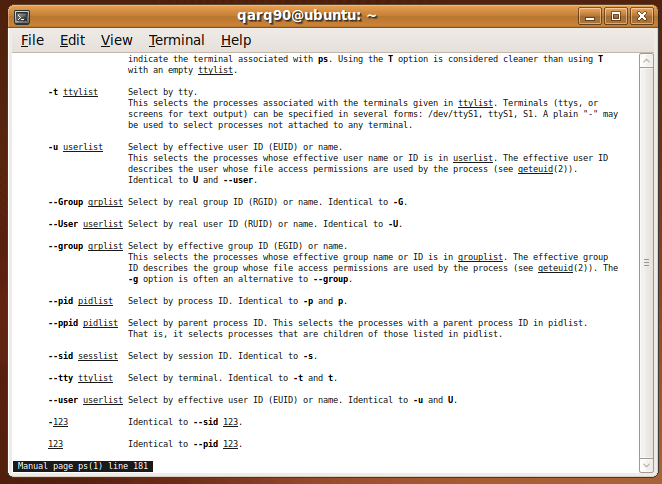 qarq90@ubuntu: ~
File Edit View Terminal Help
indicate the terminal associated with ps. Using the T option is considered cleaner than using T
with an empty ttylist.
-t ttylist Select by tty.
This selects the processes associated with the terminals given in ttylist. Terminals (ttys, or
screens for text output) can be specified in several forms: /dev/ttyS1, ttyS1, S1. A plain "-" may
be used to select processes not attached to any terminal.
-u userlist Select by effective user ID (EUID) or name.
This selects the processes whose effective user name or ID is in userlist. The effective user ID
describes the user whose file access permissions are used by the process (see geteuid(2)).
Identical to U and --user.
--Group grplist Select by real group ID (RGID) or name. Identical to -G.
--User userlist Select by real user ID (RUID) or name. Identical to -U.
--group grplist Select by effective group ID (EGID) or name.
This selects the processes whose effective group name or ID is in grouplist. The effective group
ID describes the group whose file access permissions are used by the process (see geteuid(2)). The
-g option is often an alternative to --group.
--pid pidlist Select by process ID. Identical to -p and p.
--ppid pidlist Select by parent process ID. This selects the processes with a parent process ID in pidlist.
That is, it selects processes that are children of those listed in pidlist.
--sid sesslist Select by session ID. Identical to -s.
--tty ttylist Select by terminal. Identical to -t and t.
--user userlist Select by effective user ID (EUID) or name. Identical to -u and U.
-123 Identical to --sid 123.
123 Identical to --pid 123.
Manual page ps(1) line 181